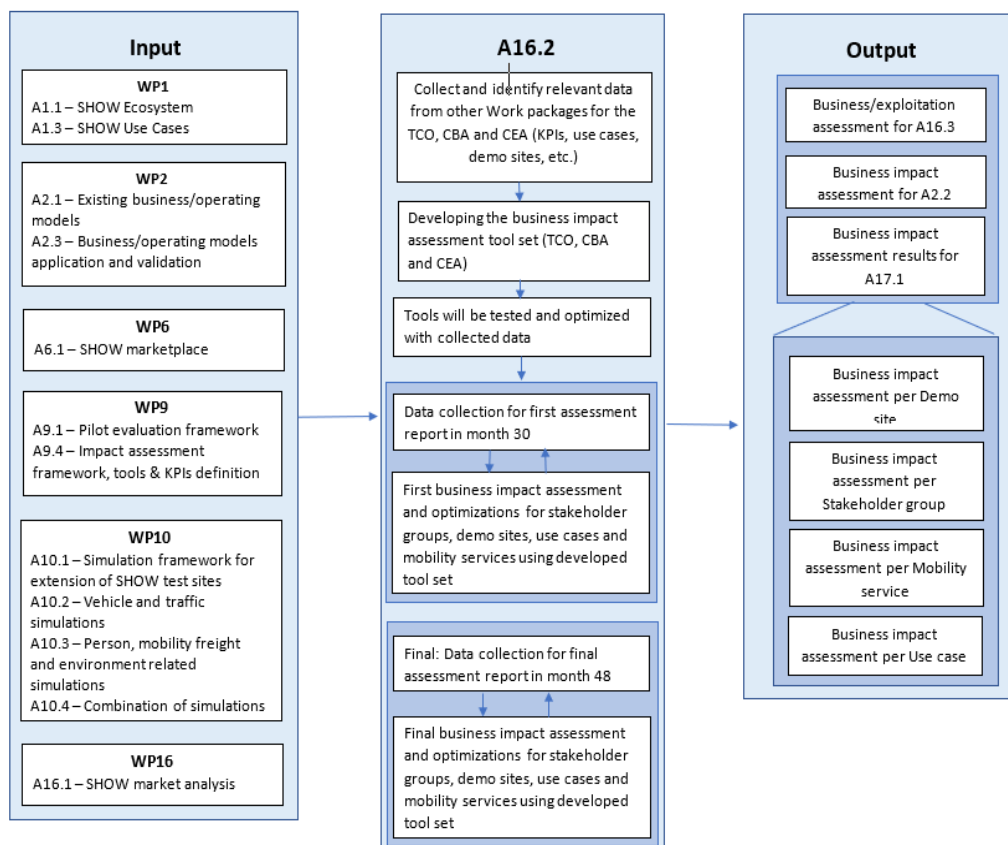 Input
WP1
A1.1 – SHOW Ecosystem
A1.3 – SHOW Use Cases
WP2
A2.1 – Existing business/operating
models
A2.3 – Business/operating models
application and validation
WP6
A6.1 – SHOW marketplace
WP9
A9.1 – Pilot evaluation framework
A9.4 – Impact assessment
framework, tools & KPIs definition
WP10
A10.1 – Simulation framework for
extension of SHOW test sites
A10.2 – Vehicle and traffic
simulations
A10.3 – Person, mobility freight
and environment related
simulations
A10.4 – Combination of simulations
WP16
A16.1 – SHOW market analysis
A16.2
Collect and identify relevant data
from other Work packages for the
TCO, CBA and CEA (KPIs, use cases,
demo sites, etc.)
Developing the business impact
assessment tool set (TCO, CBA
and CEA)
Tools will be tested and optimized
with collected data
Data collection for first assessment
report in month 30
First business impact assessment
and optimizations for stakeholder
groups, demo sites, use cases and
mobility services using developed
tool set
Final: Data collection for final
assessment report in month 48
Final business impact assessment
and optimizations for stakeholder
groups, demo sites, use cases and
mobility services using developed
tool set
Output
Business/exploitation
assessment for A16.3
Business impact
assessment for A2.2
Business impact
assessment results for
A17.1
Business impact
assessment per Demo
site
Business impact
assessment per
Stakeholder group
Business impact
assessment per Mobility
service
Business impact
assessment per Use case